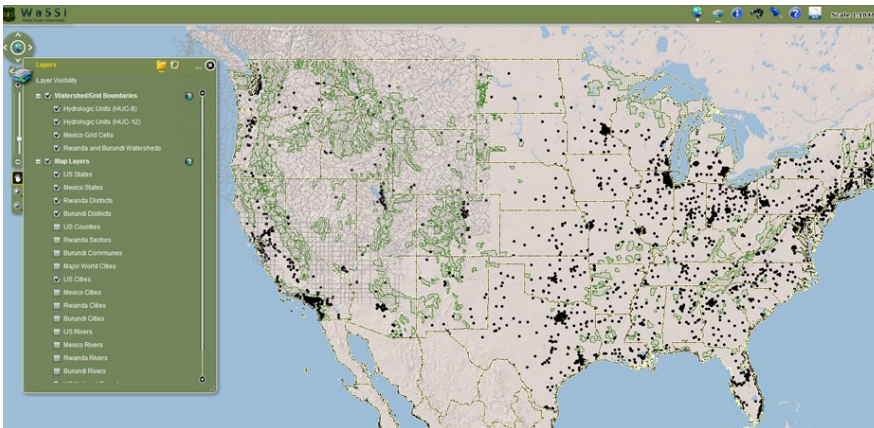 WaSSI
Scale 1:1848
Layers
Layer Visibility
Watershed/Grid Boundaries
Hydrologic Units (HUC-8)
Hydrologic Units (HUC-12)
Mexico Grid Cells
Rwanda and Burundi Watersheds
Map Layers
US States
Mexico States
Rwanda Districts
Burundi Districts
US Counties
Rwanda Sectors
Burundi Communes
Major World Cities
US Cities
Mexico Cities
Rwanda Cities
Burundi Cities
US Rivers
Mexico Rivers
Rwanda Rivers
Burundi Rivers